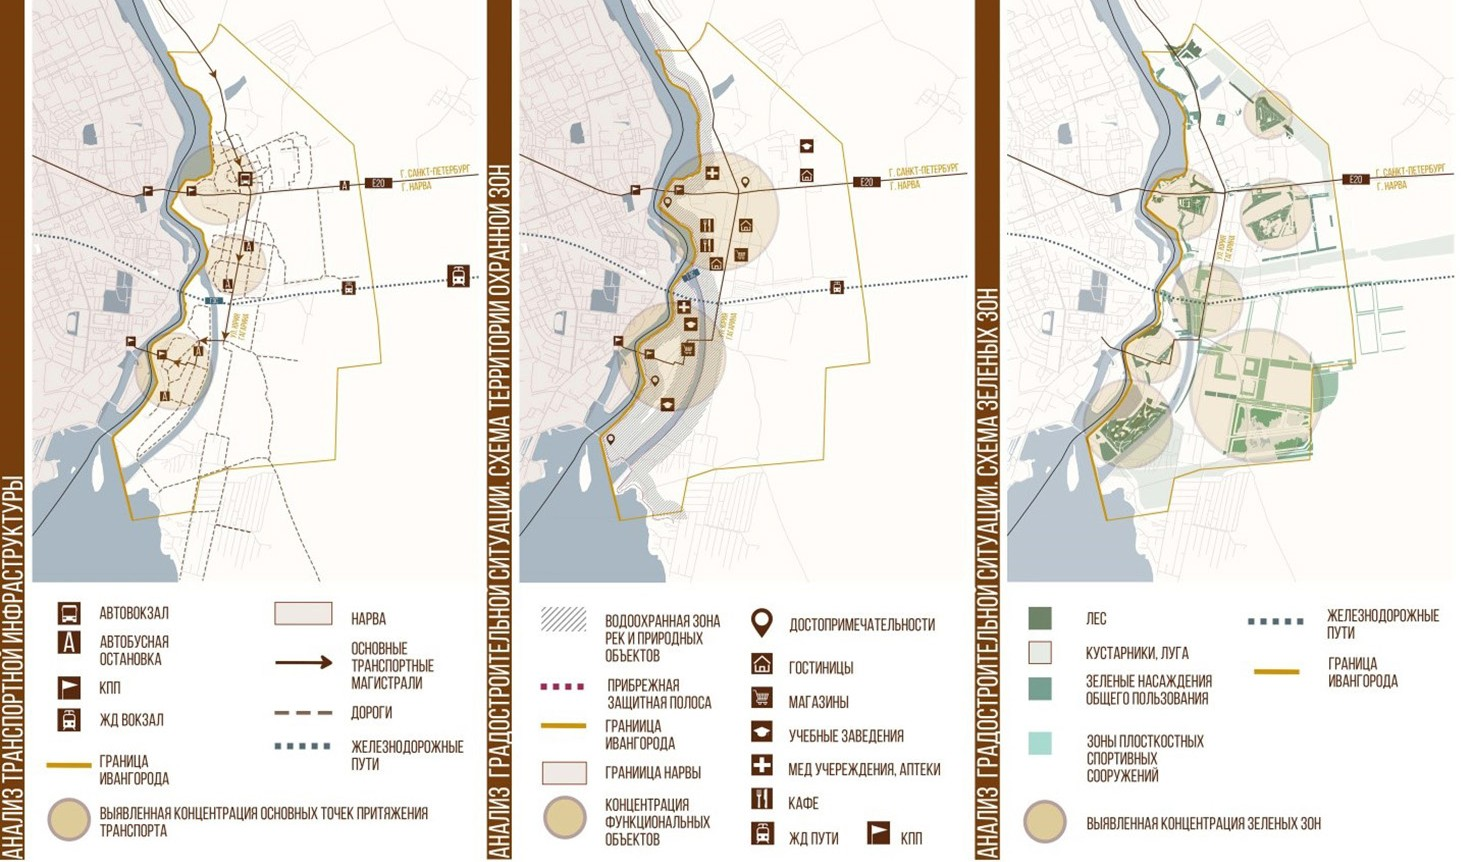 АНАЛИЗ ТРАНСПОРТНОЙ ИНФРАСТРУКТУРЫ
Г. САНКТ-ПЕТЕРБУРГ
E20
Г. НАРВА
АВТОВОКЗАЛ
АВТОБУСНАЯ
ОСТАНОВКА
КПП
ЖД ВОКЗАЛ
ГРАНИЦА
ИВАНГОРОДА
НАРВА
ОСНОВНЫЕ
ТРАНСПОРТНЫЕ
МАГИСТРАЛИ
ДОРОГИ
ЖЕЛЕЗНОДОРОЖНЫЕ
ПУТИ
ВЫЯВЛЕННАЯ КОНЦЕНТРАЦИЯ ОСНОВНЫХ ТОЧЕК ПРИТЯЖЕНИЯ
ТРАНСПОРТА
АНАЛИЗ ГРАДОСТРОИТЕЛЬНОЙ СИТУАЦИИ. СХЕМА ТЕРРИТОРИИ ОХРАННОЙ ЗОН
Г. САНКТ-ПЕТЕРБУРГ
E20
Г. НАРВА
ВОДООХРАННАЯ ЗОНА
РЕК И ПРИРОДНЫХ
ОБЪЕКТОВ
ПРИБРЕЖНАЯ
ЗАЩИТНАЯ ПОЛОСА
ГРАНИИЦА
ИВАНГОРОДА
ГРАНИИЦА НАРВЫ
КОНЦЕНТРАЦИЯ
ФУНКЦИОНАЛЬНЫХ
ОБЪЕКТОВ
ДОСТОПРИМЕЧАТЕЛЬНОСТИ
ГОСТИНИЦЫ
МАГАЗИНЫ
УЧЕБНЫЕ ЗАВЕДЕНИЯ
МЕД УЧЕРЕЖДЕНИЯ, АПТЕКИ
КАФЕ
ЖД ПУТИ
КПП
АНАЛИЗ ГРАДОСТРОИТЕЛЬНОЙ СИТУАЦИИ. СХЕМА ЗЕЛЕНЫХ ЗОН
Г. САНКТ-ПЕТЕРБУРГ
E20
Г. НАРВА
ЛЕС
КУСТАРНИКИ, ЛУГА
ЗЕЛЕНЫЕ НАСАЖДЕНИЯ
ОБЩЕГО ПОЛЬЗОВАНИЯ
ЗОНЫ ПЛОСТКОСТНЫХ
СПОРТИВНЫХ
СООРУЖЕНИЙ
ВЫЯВЛЕННАЯ КОНЦЕНТРАЦИЯ ЗЕЛЕНЫХ ЗОН
ЖЕЛЕЗНОДОРОЖНЫЕ
ПУТИ
ГРАНИЦА
ИВАНГОРОДА